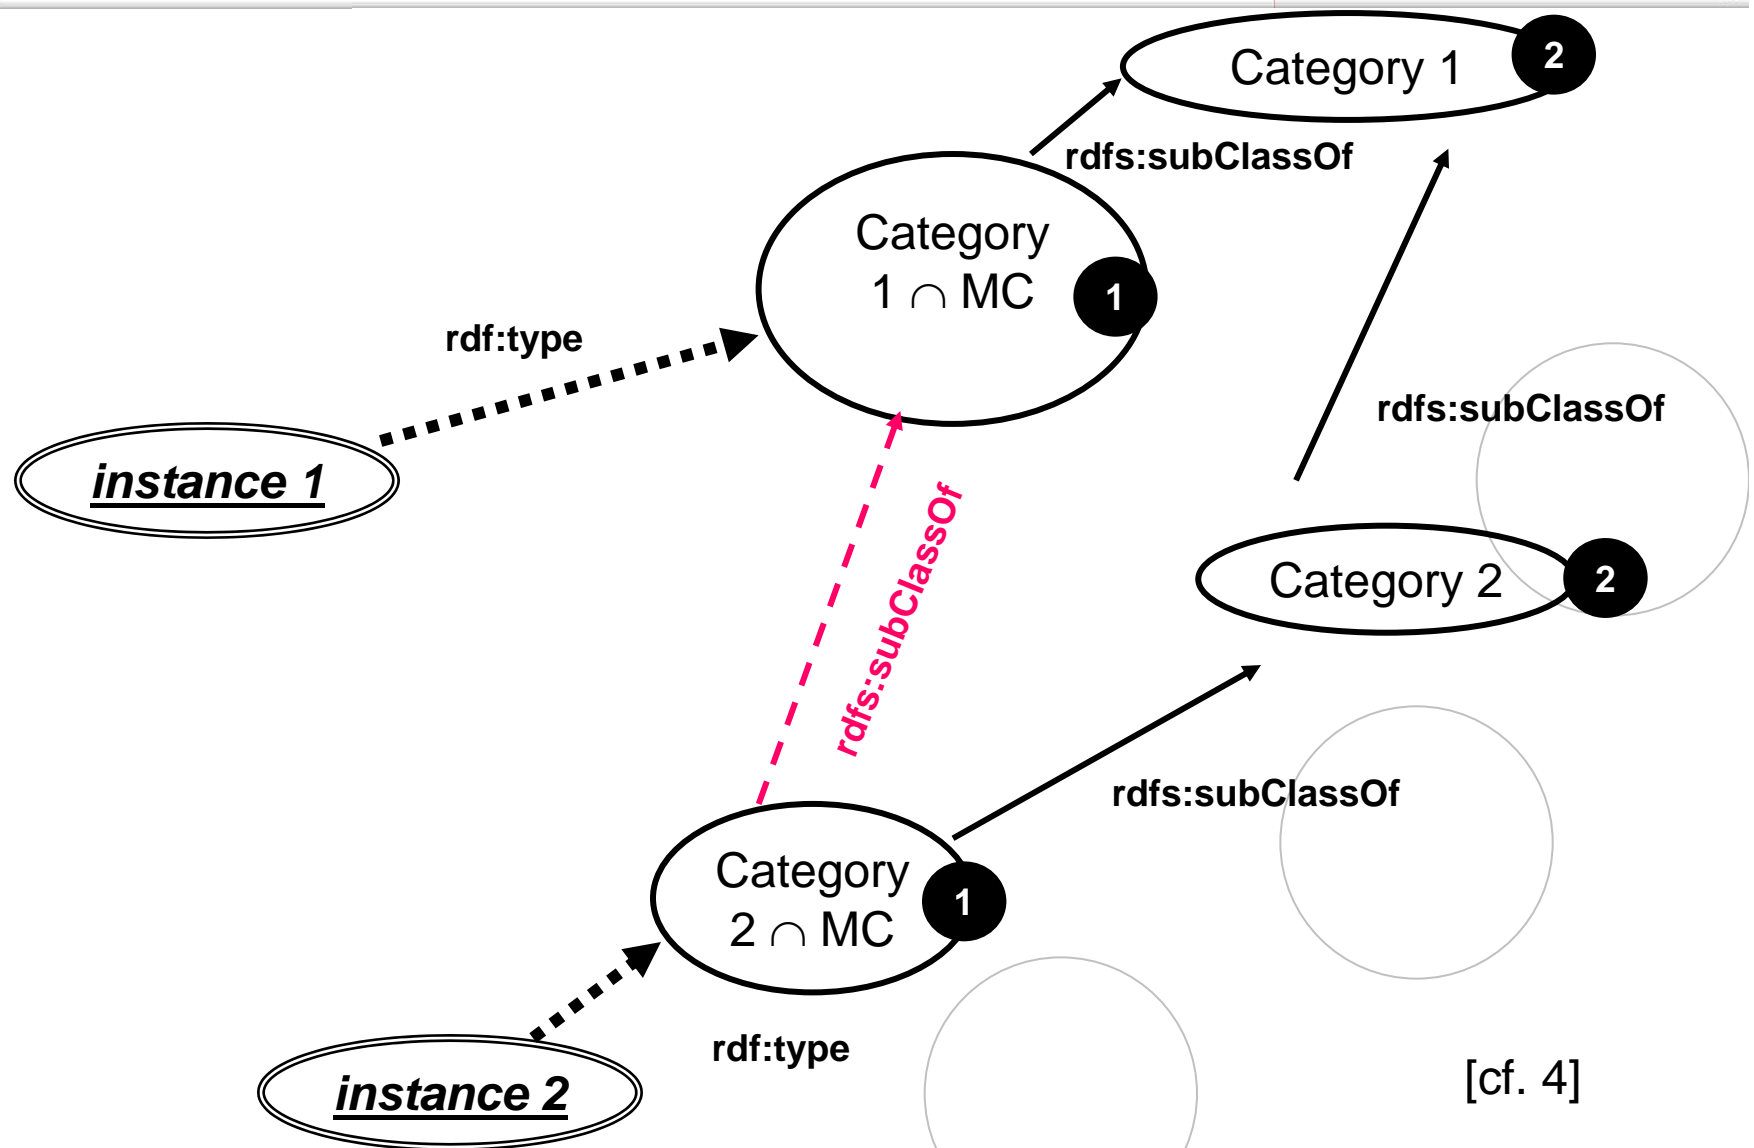 Category 1
2
rdfs:subClassOf
Category
1 ∩ MC
1
rdf:type
rdfs:subClassOf
instance 1
rdfs:subClassOf
Category 2
2
rdfs:subClassOf
Category
2 ∩ MC
1
rdf:type
instance 2
[cf. 4]